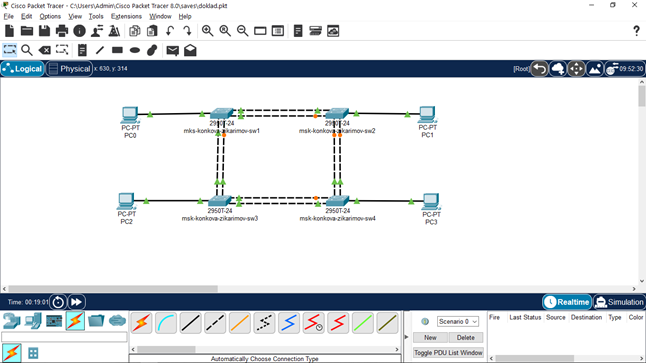 Cisco Packet Tracer - C:\Users\Admin\Cisco Packet Tracer 8.0\saves\doklad.pkt
File Edit Options View Tools Extensions Window Help
Logical Physical x: 630, y: 314 [Root] 09:52:30
2950T-24
mks-konkova-zikarimov-sw1
2950T-24
msk-konkova-zikarimov-sw2
PC-PT
PC0
PC-PT
PC1
2950T-24
msk-konkova-zikarimov-sw3
2950T-24
msk-konkova-zikarimov-sw4
PC-PT
PC2
PC-PT
PC3
Time: 00:19:01 Realtime Simulation
Scenario 0
New Delete
Toggle PDU List Window
Fire Last Status Source Destination Type Color
Automatically Choose Connection Type